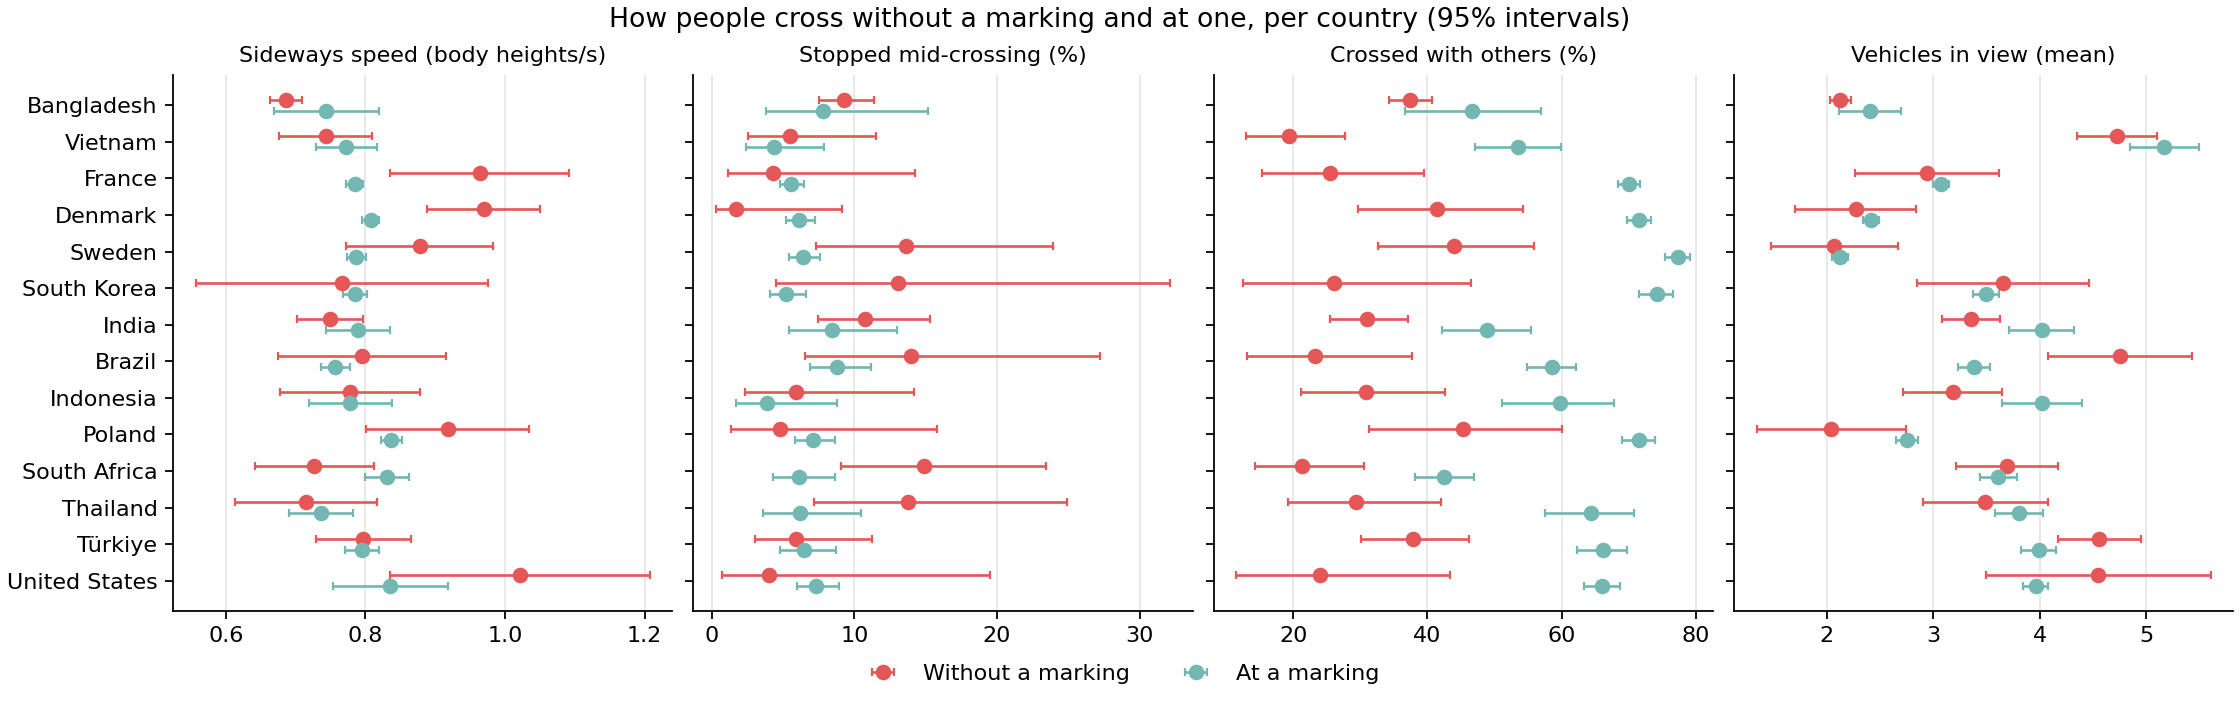 How people cross without a marking and at one, per country (95% intervals)
Sideways speed (body heights/s)
Stopped mid-crossing (%)
Crossed with others (%)
Vehicles in view (mean)
Bangladesh
Vietnam
France
Denmark
Sweden
South Korea
India
Brazil
Indonesia
Poland
South Africa
Thailand
Türkiye
United States
0.6 0.8 1.0 1.2
0 10 20 30
20 40 60 80
2 3 4 5
Without a marking
At a marking